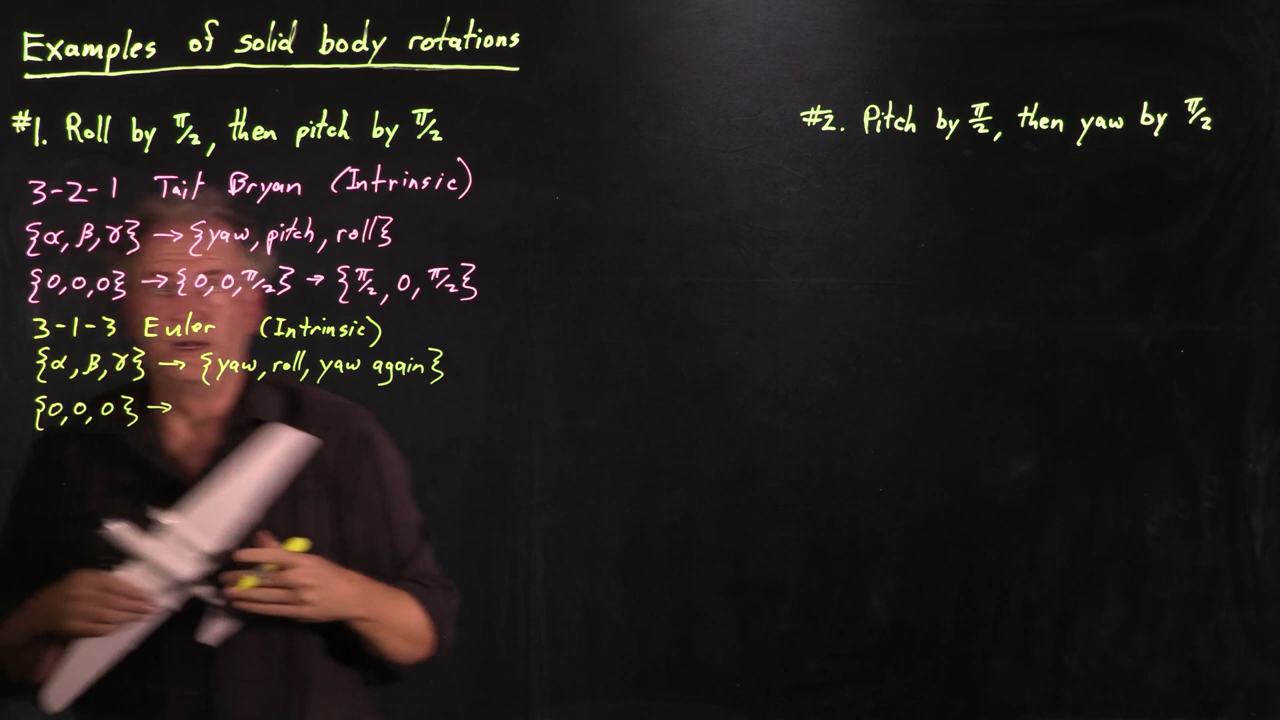 Examples of solid body rotations
#1. Roll by π/2, then pitch by π/2
3-2-1 Tait Bryan (Intrinsic)
{α, β, γ} → {yaw, pitch, roll}
{0,0,0} → {0,0,π/2} → {π/2, 0, π/2}
3-1-3 Euler (Intrinsic)
{α, β, γ} → {yaw, roll, yaw again}
{0,0,0} →
#2. Pitch by π/2, then yaw by π/2